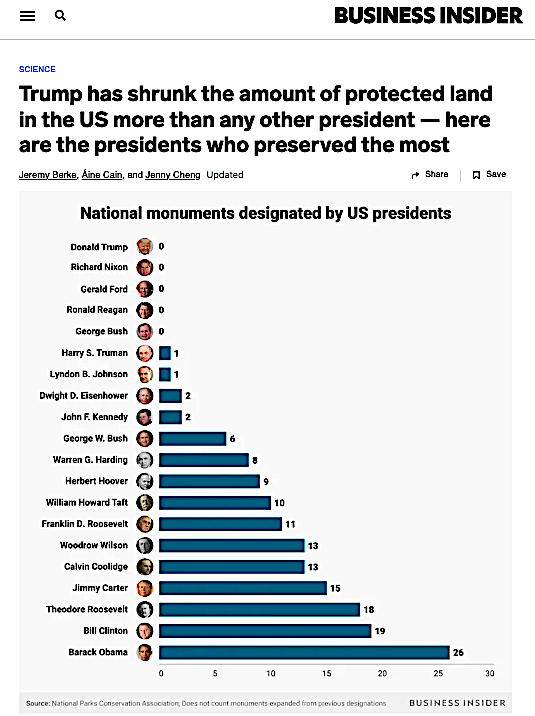 BUSINESS INSIDER
SCIENCE
Trump has shrunk the amount of protected land
in the US more than any other president — here
are the presidents who preserved the most
Jeremy Berke, Áine Cain, and Jenny Cheng Updated
Share
Save
National monuments designated by US presidents
Donald Trump 0
Richard Nixon 0
Gerald Ford 0
Ronald Reagan 0
George Bush 0
Harry S. Truman 1
Lyndon B. Johnson 1
Dwight D. Eisenhower 2
John F. Kennedy 2
George W. Bush 6
Warren G. Harding 8
Herbert Hoover 9
William Howard Taft 10
Franklin D. Roosevelt 11
Woodrow Wilson 13
Calvin Coolidge 13
Jimmy Carter 15
Theodore Roosevelt 18
Bill Clinton 19
Barack Obama 26
0 5 10 15 20 25 30
Source: National Parks Conservation Association; Does not count monuments expanded from previous designations
BUSINESS INSIDER